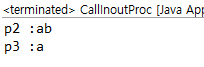 <terminated> CallInoutProc [Java App
p2 :ab
p3 :a